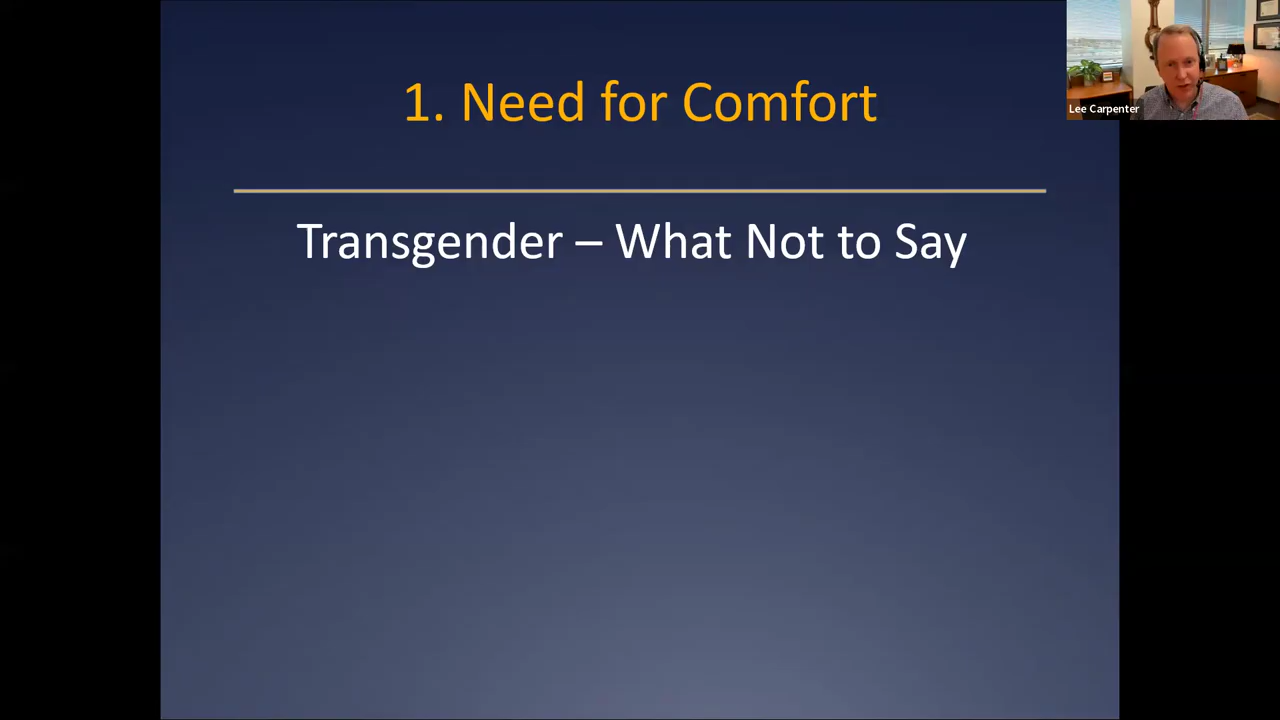 1. Need for Comfort
Lee Carpenter
Transgender – What Not to Say